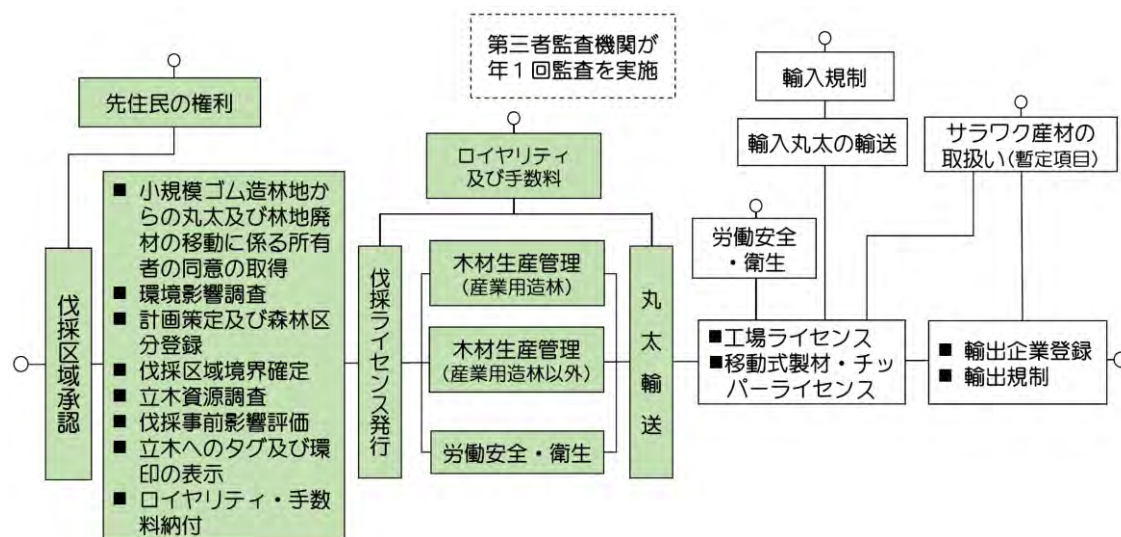 第三者監査機関が
年1回監査を実施
先住民の権利
伐採区域承認
■ 小規模ゴム造林地か
らの丸太及び林地廃
材の移動に係る所有
者の同意の取得
■ 環境影響調査
■ 計画策定及び森林区
分登録
■ 伐採区域境界確定
■ 立木資源調査
■ 伐採事前影響評価
■ 立木へのタグ及び環
印の表示
■ ロイヤリティ・手数
料納付
ロイヤリティ
及び手数料
伐採ライセンス発行
木材生産管理
(産業用造林)
木材生産管理
(産業用造林以外)
労働安全・衛生
丸太輸送
輸入規制
輸入丸太の輸送
労働安全
・衛生
サラワク産材の
取扱い(暫定項目)
■工場ライセンス
■移動式製材・チッ
パーライセンス
■ 輸出企業登録
■ 輸出規制